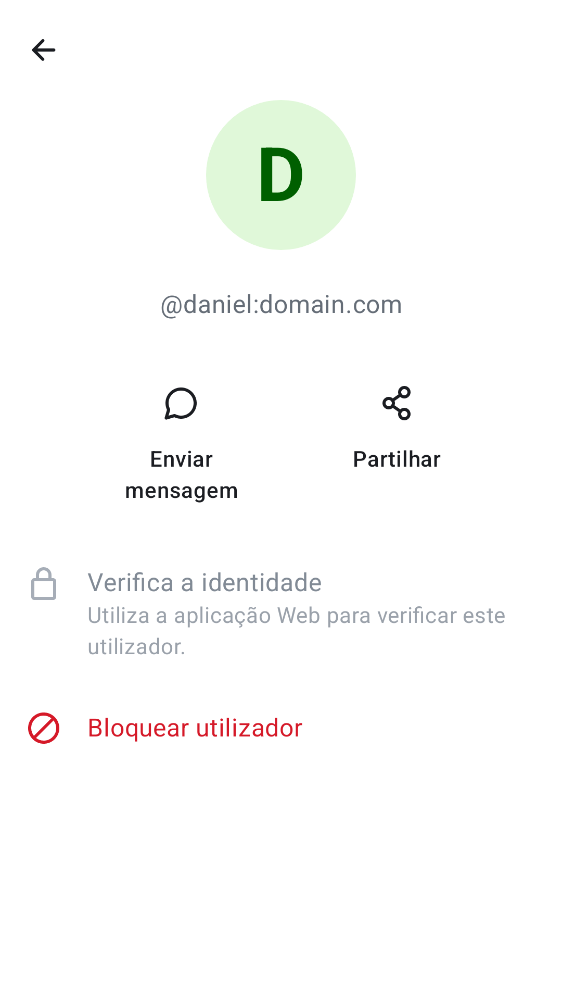 D
@daniel:domain.com
Enviar
mensagem
Partilhar
Verifica a identidade
Utiliza a aplicação Web para verificar este
utilizador.
Bloquear utilizador